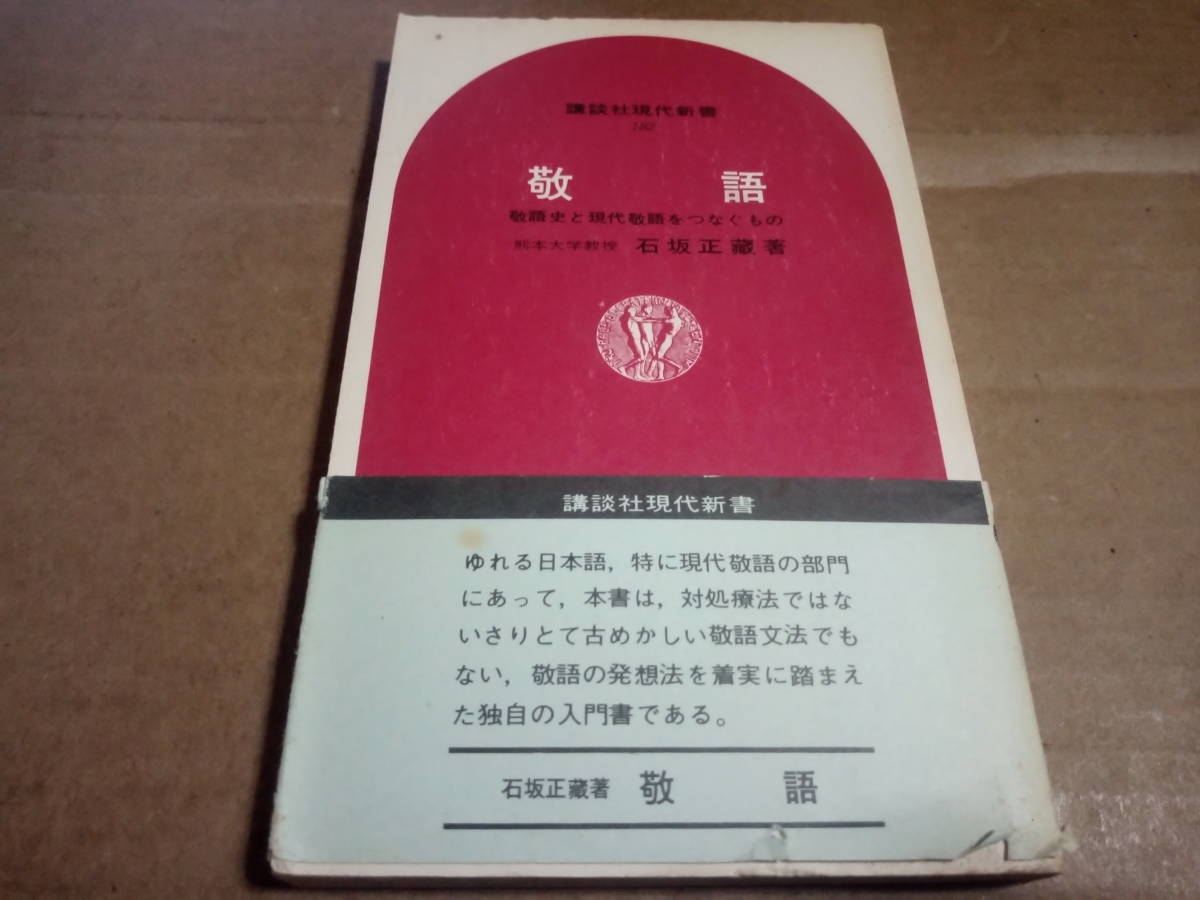 講談社現代新書
182
敬語
敬語史と現代敬語をつなぐもの
熊本大学教授 石坂正蔵著
講談社現代新書
ゆれる日本語，特に現代敬語の部門
にあって，本書は，対処療法ではな
いさりとて古めかしい敬語文法でも
ない，敬語の発想法を着実に踏まえ
た独自の入門書である。
石坂正蔵著 敬語